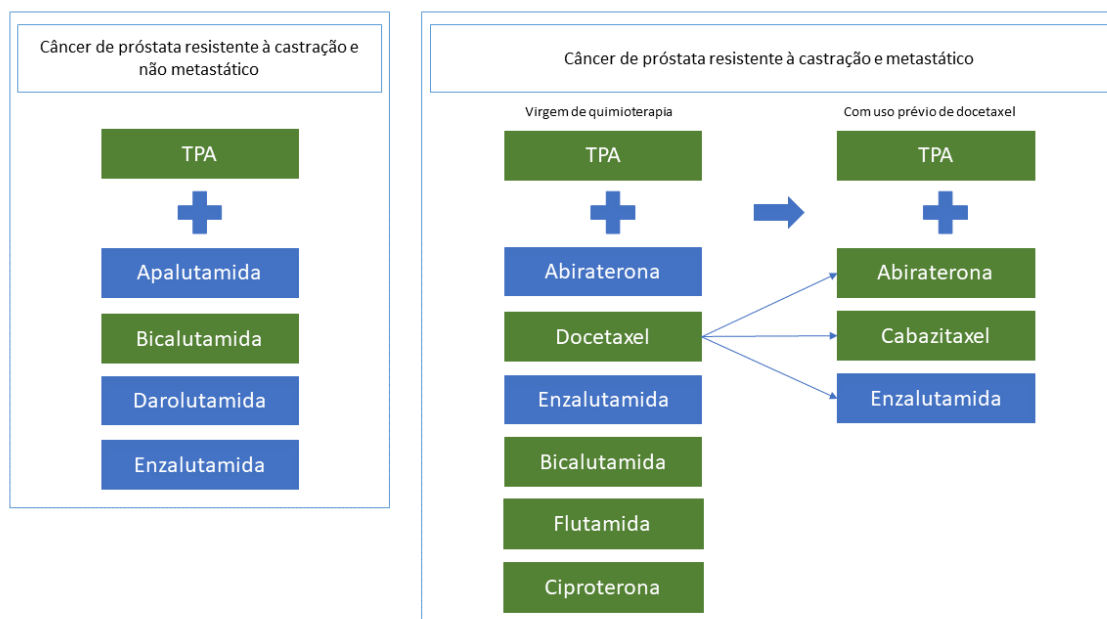 Câncer de próstata resistente à castração e
não metastático
TPA
Apalutamida
Bicalutamida
Darolutamida
Enzalutamida
Câncer de próstata resistente à castração e metastático
Virgem de quimioterapia
TPA
Abiraterona
Docetaxel
Enzalutamida
Bicalutamida
Flutamida
Ciproterona
Com uso prévio de docetaxel
TPA
Abiraterona
Cabazitaxel
Enzalutamida